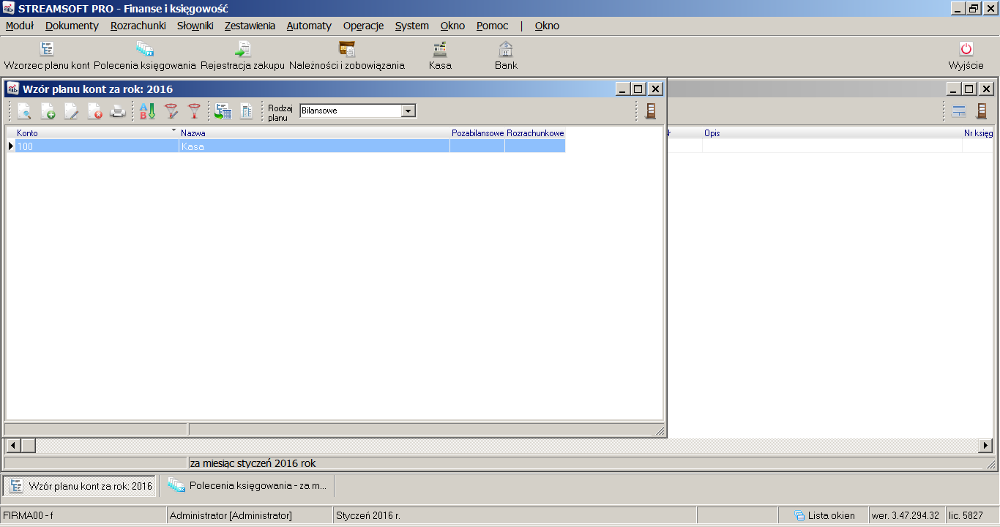 STREAMSOFT PRO - Finanse i księgowość
Moduł Dokumenty Rozrachunki Słowniki Zestawienia Automaty Operacje System Okno Pomoc | Okno
Wzorzec planu kont Polecenia księgowania Rejestracja zakupu Należności i zobowiązania Kasa Bank Wyjście
Wzór planu kont za rok: 2016
Rodzaj planu Bilansowe
Konto Nazwa Pozabilansowe Rozrachunkowe Opis Nr księg
100 Kasa
za miesiąc styczeń 2016 rok
Wzór planu kont za rok: 2016 Polecenia księgowania - za m...
FIRMA00 - f Administrator [Administrator] Styczeń 2016 r. Lista okien wer. 3.47.294.32 lic. 5827